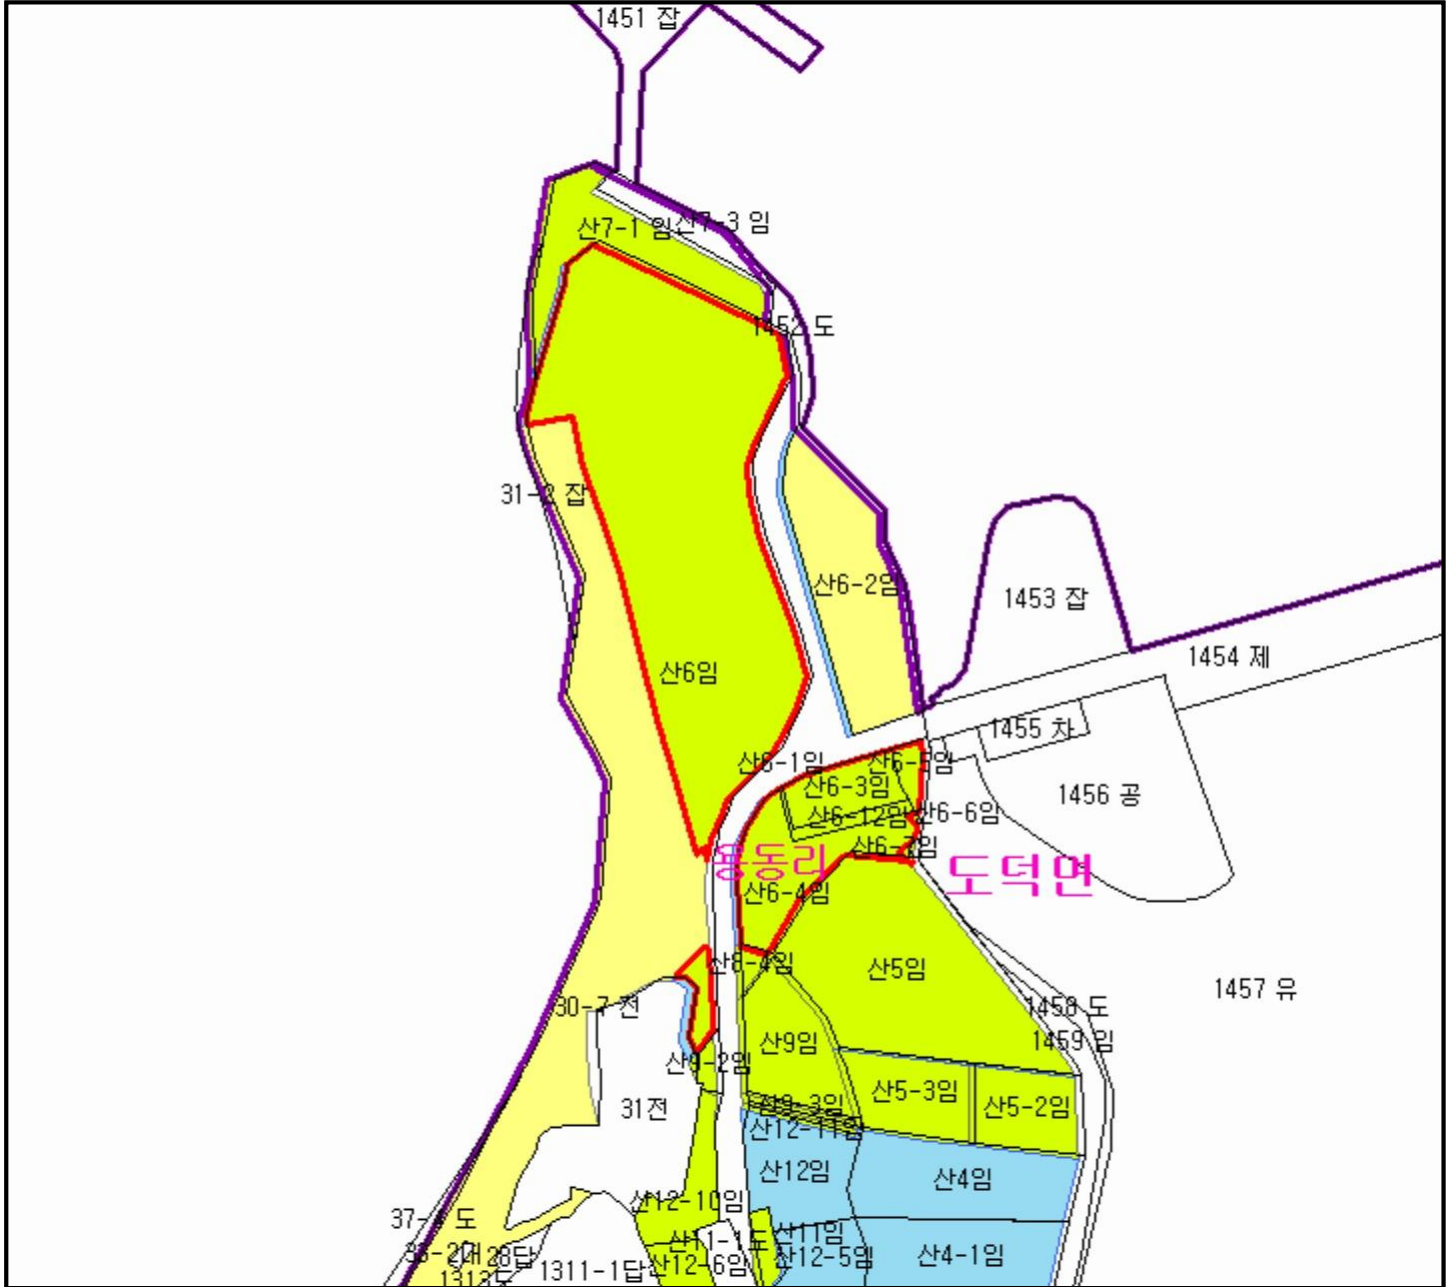 1451 잡
산7-1 임
산7-3 임
1452 도
31-2 잡
산6-2임
1453 잡
1454 제
산6임
1455 차
산6-1임
산6-5임
산6-3임
1456 공
산6-12임
산6-6임
산6-7임
용동리
도덕면
산6-4임
산8-4임
산5임
1457 유
30-7 전
1458 도
1459 임
산9임
산9-2임
산5-3임
산5-2임
산9-3임
31전
산12-11임
산12임
산4임
산12-10임
산11임
산11-1도
산12-5임
산4-1임
산12-6임
1311-1답
1313도